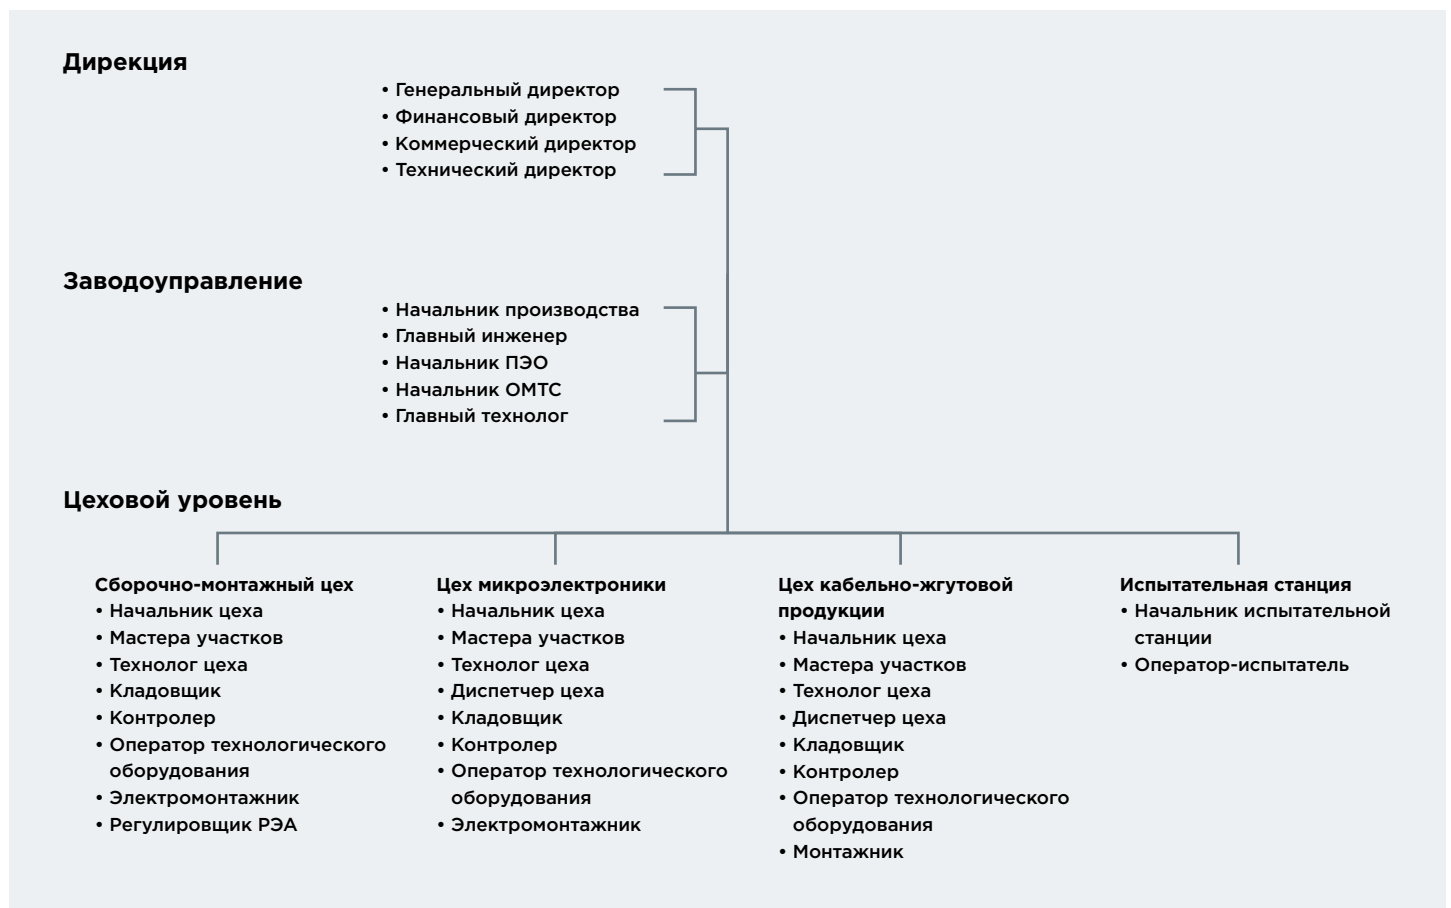 Дирекция
• Генеральный директор
• Финансовый директор
• Коммерческий директор
• Технический директор
Заводоуправление
• Начальник производства
• Главный инженер
• Начальник ПЭО
• Начальник ОМТС
• Главный технолог
Цеховой уровень
Сборочно-монтажный цех
• Начальник цеха
• Мастера участков
• Технолог цеха
• Кладовщик
• Контролер
• Оператор технологического
оборудования
• Электромонтажник
• Регулировщик РЭА
Цех микроэлектроники
• Начальник цеха
• Мастера участков
• Технолог цеха
• Диспетчер цеха
• Кладовщик
• Контролер
• Оператор технологического
оборудования
• Электромонтажник
Цех кабельно-жгутовой
продукции
• Начальник цеха
• Мастера участков
• Технолог цеха
• Диспетчер цеха
• Кладовщик
• Контролер
• Оператор технологического
оборудования
• Монтажник
Испытательная станция
• Начальник испытательной
станции
• Оператор-испытатель